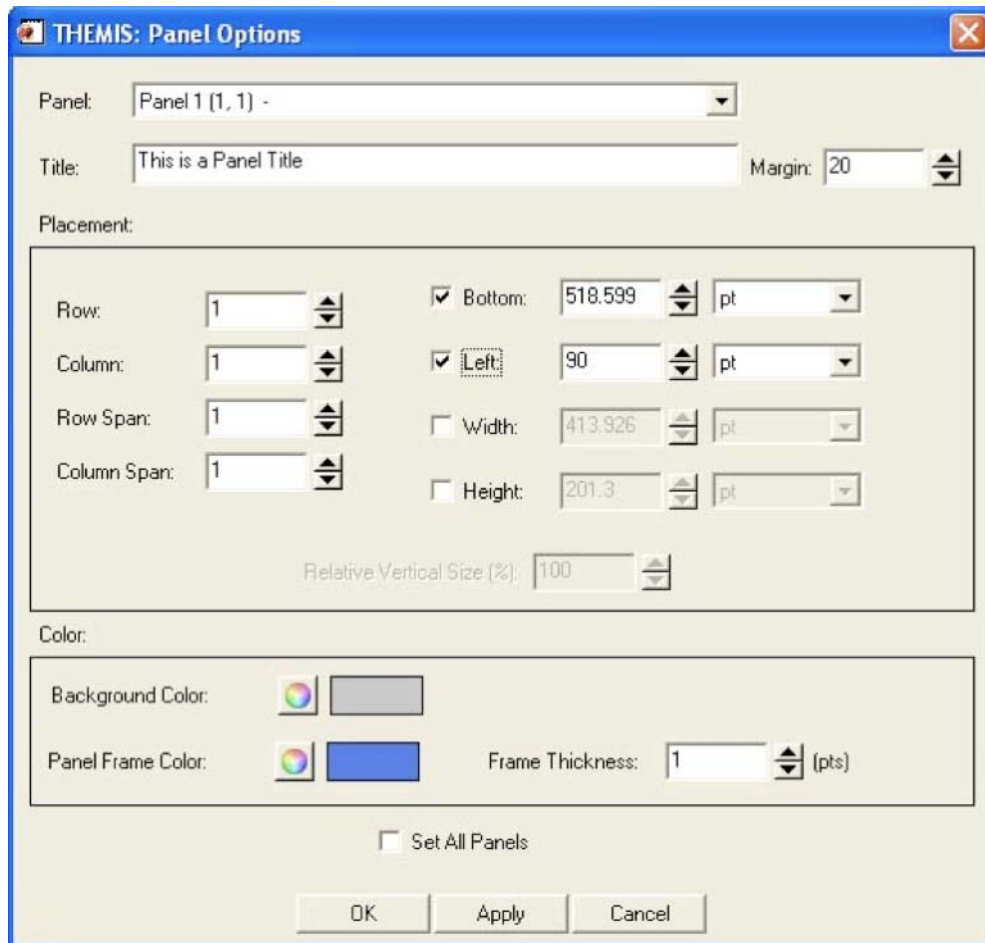 THEMIS: Panel Options
Panel: Panel 1 (1, 1) -
Title: This is a Panel Title Margin: 20
Placement:
Row: 1 Bottom: 518.599 pt
Column: 1 Left: 90 pt
Row Span: 1 Width: 413.926 pt
Column Span: 1 Height: 201.3 pt
Relative Vertical Size (%): 100
Color:
Background Color:
Panel Frame Color: Frame Thickness: 1 (pts)
Set All Panels
OK Apply Cancel